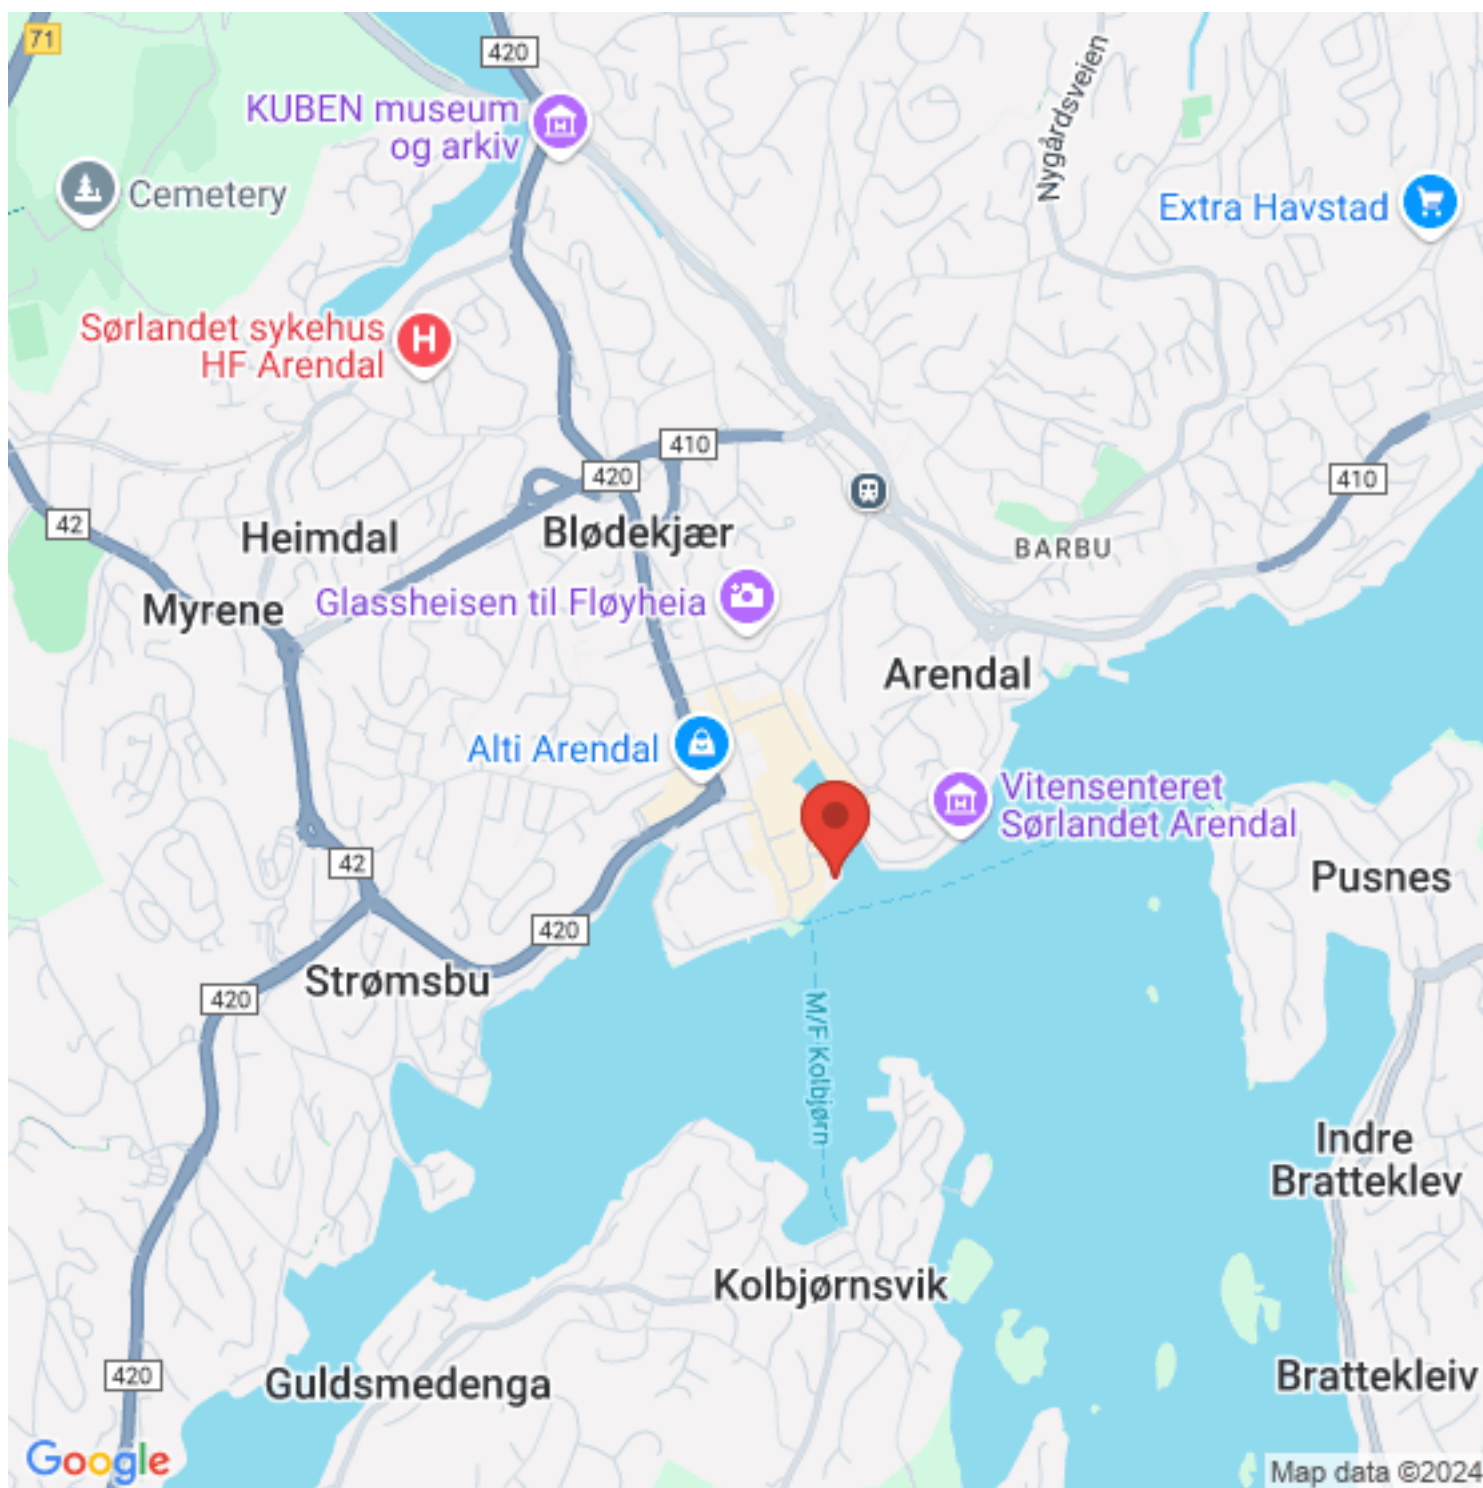 71
420
KUBEN museum
og arkiv
Nygårdsveien
Cemetery
Extra Havstad
Sørlandet sykehus
HF Arendal
H
410
420
410
42
Heimdal
Blødekjær
BARBU
Glassheisen til Fløyheia
Myrene
Arendal
Alti Arendal
Vitensenteret
Sørlandet Arendal
42
Pusnes
420
Strømsbu
420
M/F Kolbjørn
Indre
Bratteklev
Kolbjørnsvik
420
Guldsmedenga
Brattekleiv
Google
Map data ©2024